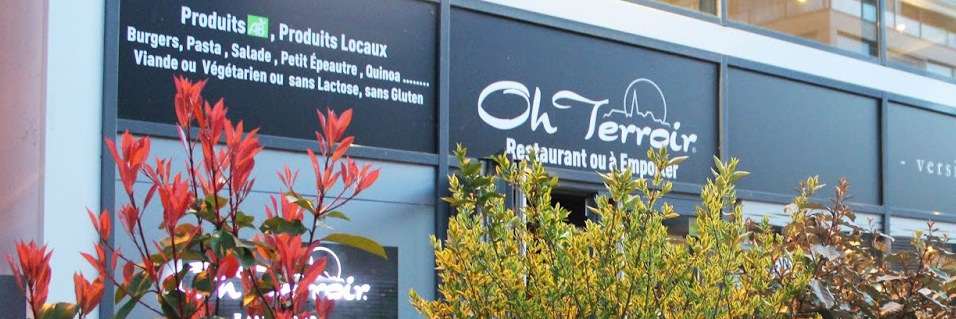 Produits AB, Produits Locaux
Burgers, Pasta , Salade , Petit Épeautre , Quinoa ........
Viande ou Végétarien ou sans Lactose, sans Gluten
Oh Terroir
Restaurant ou à Emporter
- versi
Oh Terroir